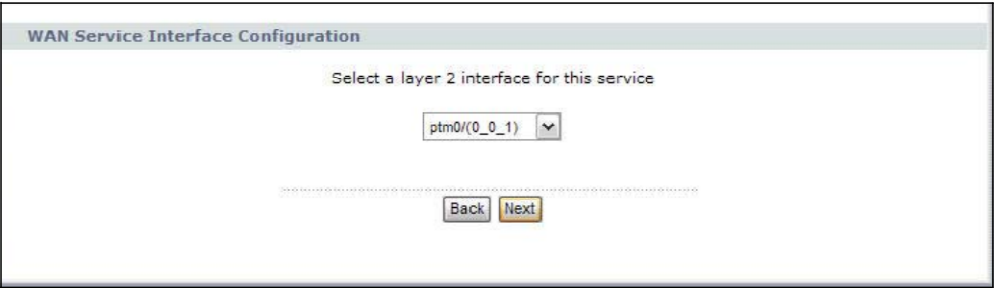 WAN Service Interface Configuration
Select a layer 2 interface for this service
ptm0/(0_0_1)
Back Next